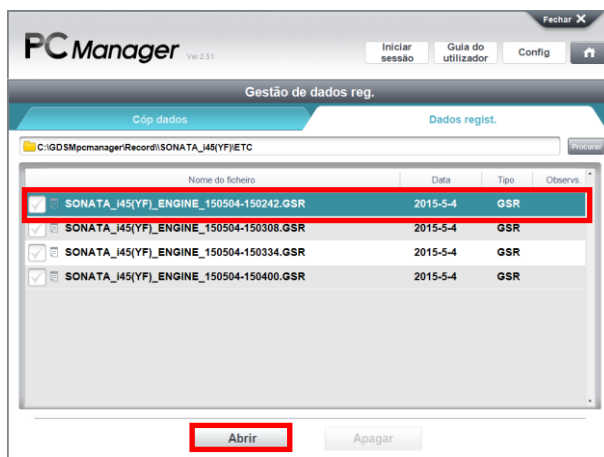 Fechar X
PC Manager Ver 2.51
Iniciar sessão Guia do utilizador Config
Gestão de dados reg.
Cóp dados Dados regist.
C:\GDSMpcmanager\Record\\SONATA_i45(YF)\ETC Procurar
Nome do ficheiro Data Tipo Observs.
SONATA_i45(YF)_ENGINE_150504-150242.GSR 2015-5-4 GSR
SONATA_i45(YF)_ENGINE_150504-150308.GSR 2015-5-4 GSR
SONATA_i45(YF)_ENGINE_150504-150334.GSR 2015-5-4 GSR
SONATA_i45(YF)_ENGINE_150504-150400.GSR 2015-5-4 GSR
Abrir Apagar